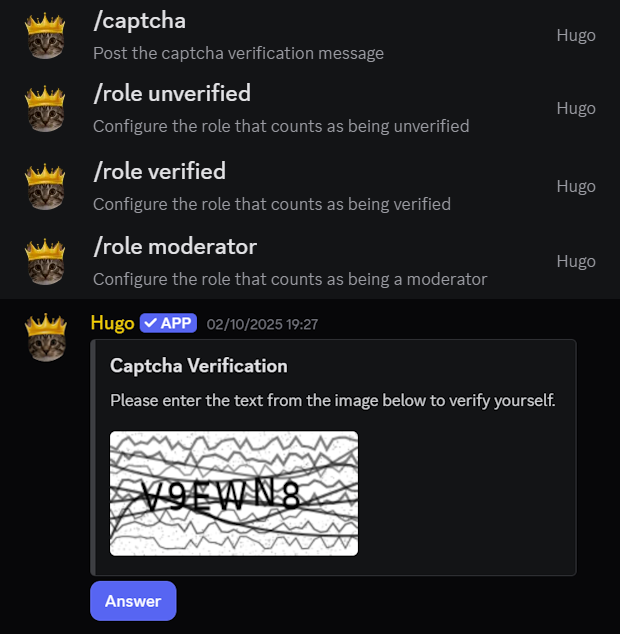 /captcha
Hugo
Post the captcha verification message
/role unverified
Hugo
Configure the role that counts as being unverified
/role verified
Hugo
Configure the role that counts as being verified
/role moderator
Hugo
Configure the role that counts as being a moderator
Hugo ✓ APP 02/10/2025 19:27
Captcha Verification
Please enter the text from the image below to verify yourself.
V9EWN8
Answer